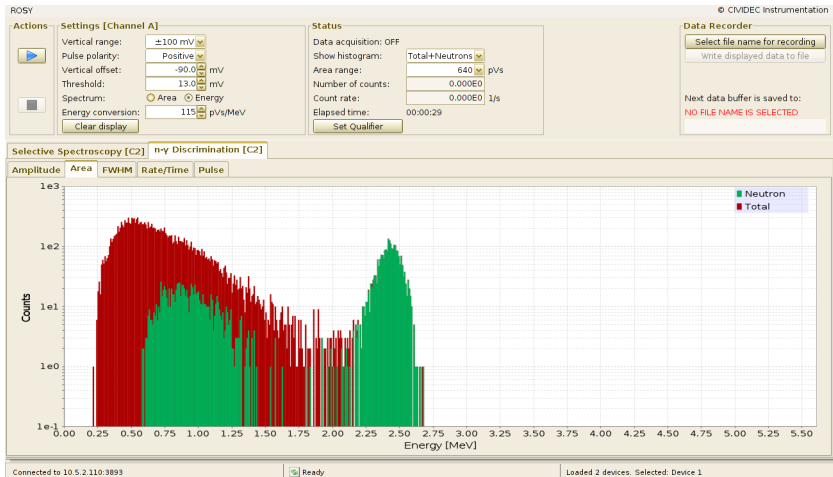 ROSY
© CIVIDEC Instrumentation
Actions
Settings [Channel A]
Vertical range: ±100 mV
Pulse polarity: Positive
Vertical offset: -90.0 mV
Threshold: 13.0 mV
Spectrum: Area Energy
Energy conversion: 115 pVs/MeV
Clear display
Status
Data acquisition: OFF
Show histogram: Total+Neutrons
Area range: 640 pVs
Number of counts: 0.000E0
Count rate: 0.000E0 1/s
Elapsed time: 00:00:29
Set Qualifier
Data Recorder
Select file name for recording
Write displayed data to file
Next data buffer is saved to:
NO FILE NAME IS SELECTED
Selective Spectroscopy [C2] n-γ Discrimination [C2]
Amplitude Area FWHM Rate/Time Pulse
1e3
1e2
1e1
1e0
1e-1
Counts
Neutron
Total
0.00 0.25 0.50 0.75 1.00 1.25 1.50 1.75 2.00 2.25 2.50 2.75 3.00 3.25 3.50 3.75 4.00 4.25 4.50 4.75 5.00 5.25 5.50
Energy [MeV]
Connected to 10.5.2.110:3893
Ready
Loaded 2 devices. Selected: Device 1